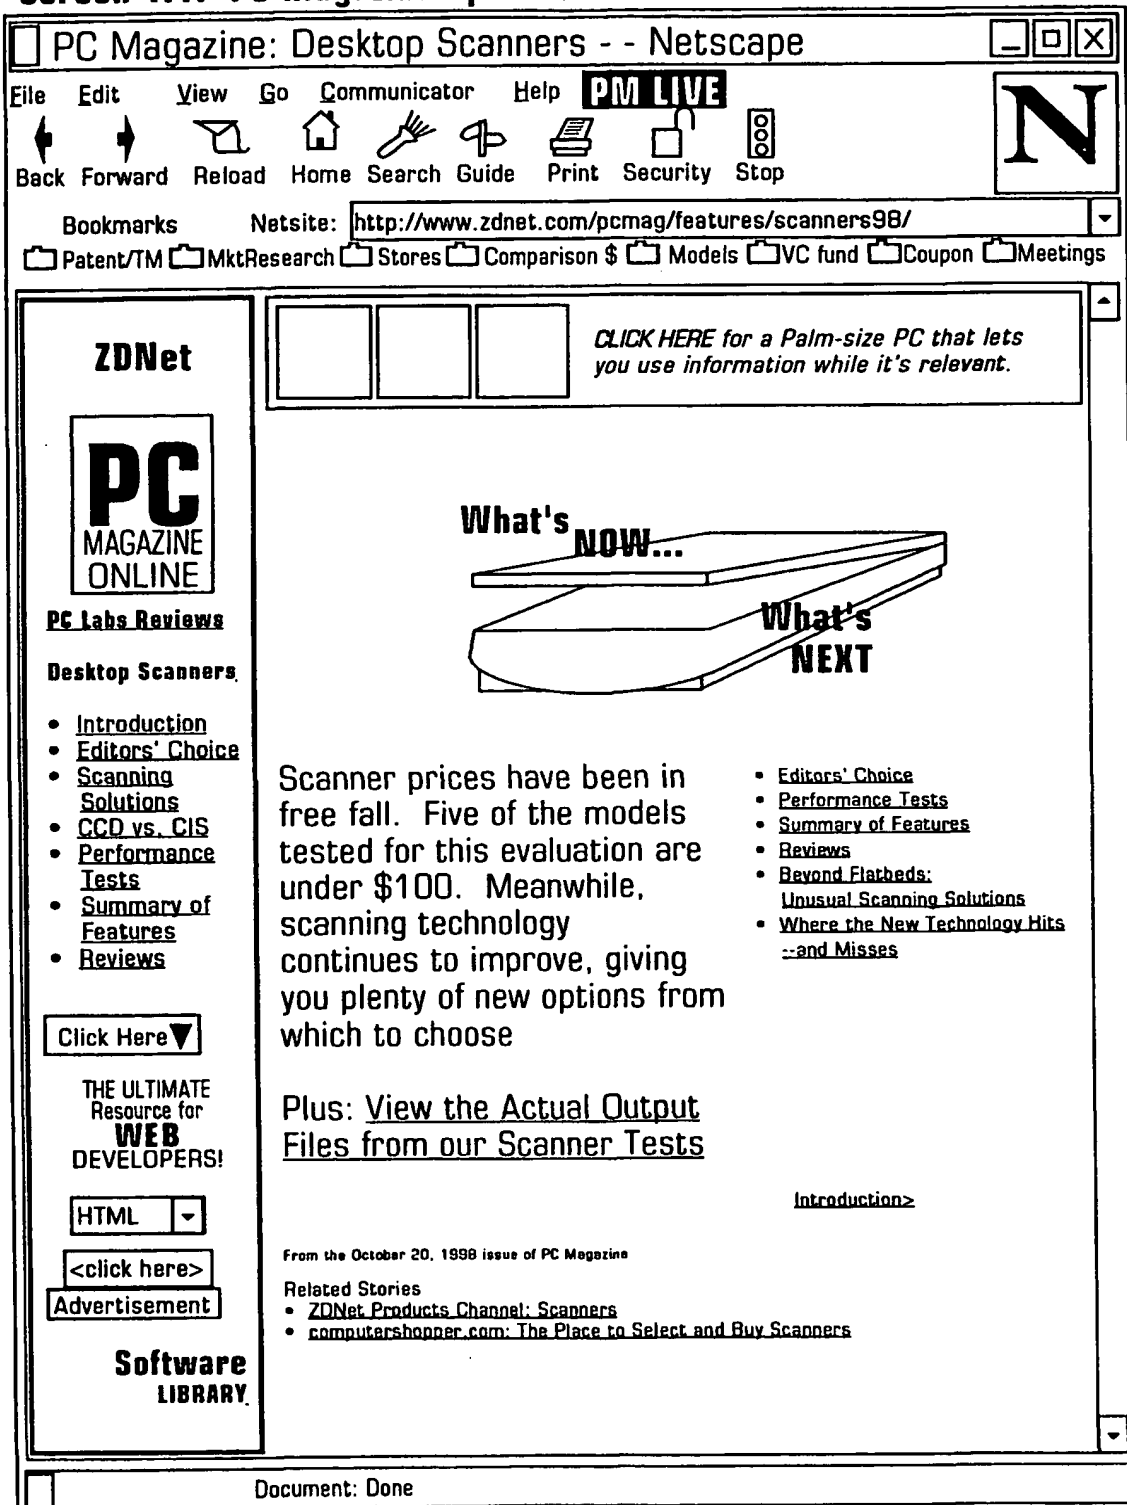 PC Magazine: Desktop Scanners - - Netscape
File Edit View Go Communicator Help PM LIVE
N
Back Forward Reload Home Search Guide Print Security Stop
Bookmarks Netsite: http://www.zdnet.com/pcmag/features/scanners98/
Patent/TM MktResearch Stores Comparison $ Models VC fund Coupon Meetings
ZDNet
PC
MAGAZINE
ONLINE
PC Labs Reviews
Desktop Scanners
• Introduction
• Editors' Choice
• Scanning
Solutions
• CCD vs. CIS
• Performance
Tests
• Summary of
Features
• Reviews
Click Here
THE ULTIMATE
Resource for
WEB
DEVELOPERS!
HTML
<click here>
Advertisement
Software
LIBRARY
CLICK HERE for a Palm-size PC that lets
you use information while it's relevant.
What's
NOW...
What's
NEXT
Scanner prices have been in
free fall. Five of the models
tested for this evaluation are
under $100. Meanwhile,
scanning technology
continues to improve, giving
you plenty of new options from
which to choose
Plus: View the Actual Output
Files from our Scanner Tests
• Editors' Choice
• Performance Tests
• Summary of Features
• Reviews
• Beyond Flatbeds:
Unusual Scanning Solutions
• Where the New Technology Hits
--and Misses
Introduction>
From the October 20, 1998 issue of PC Magazine
Related Stories
• ZDNet Products Channel: Scanners
• computershopper.com: The Place to Select and Buy Scanners
Document: Done